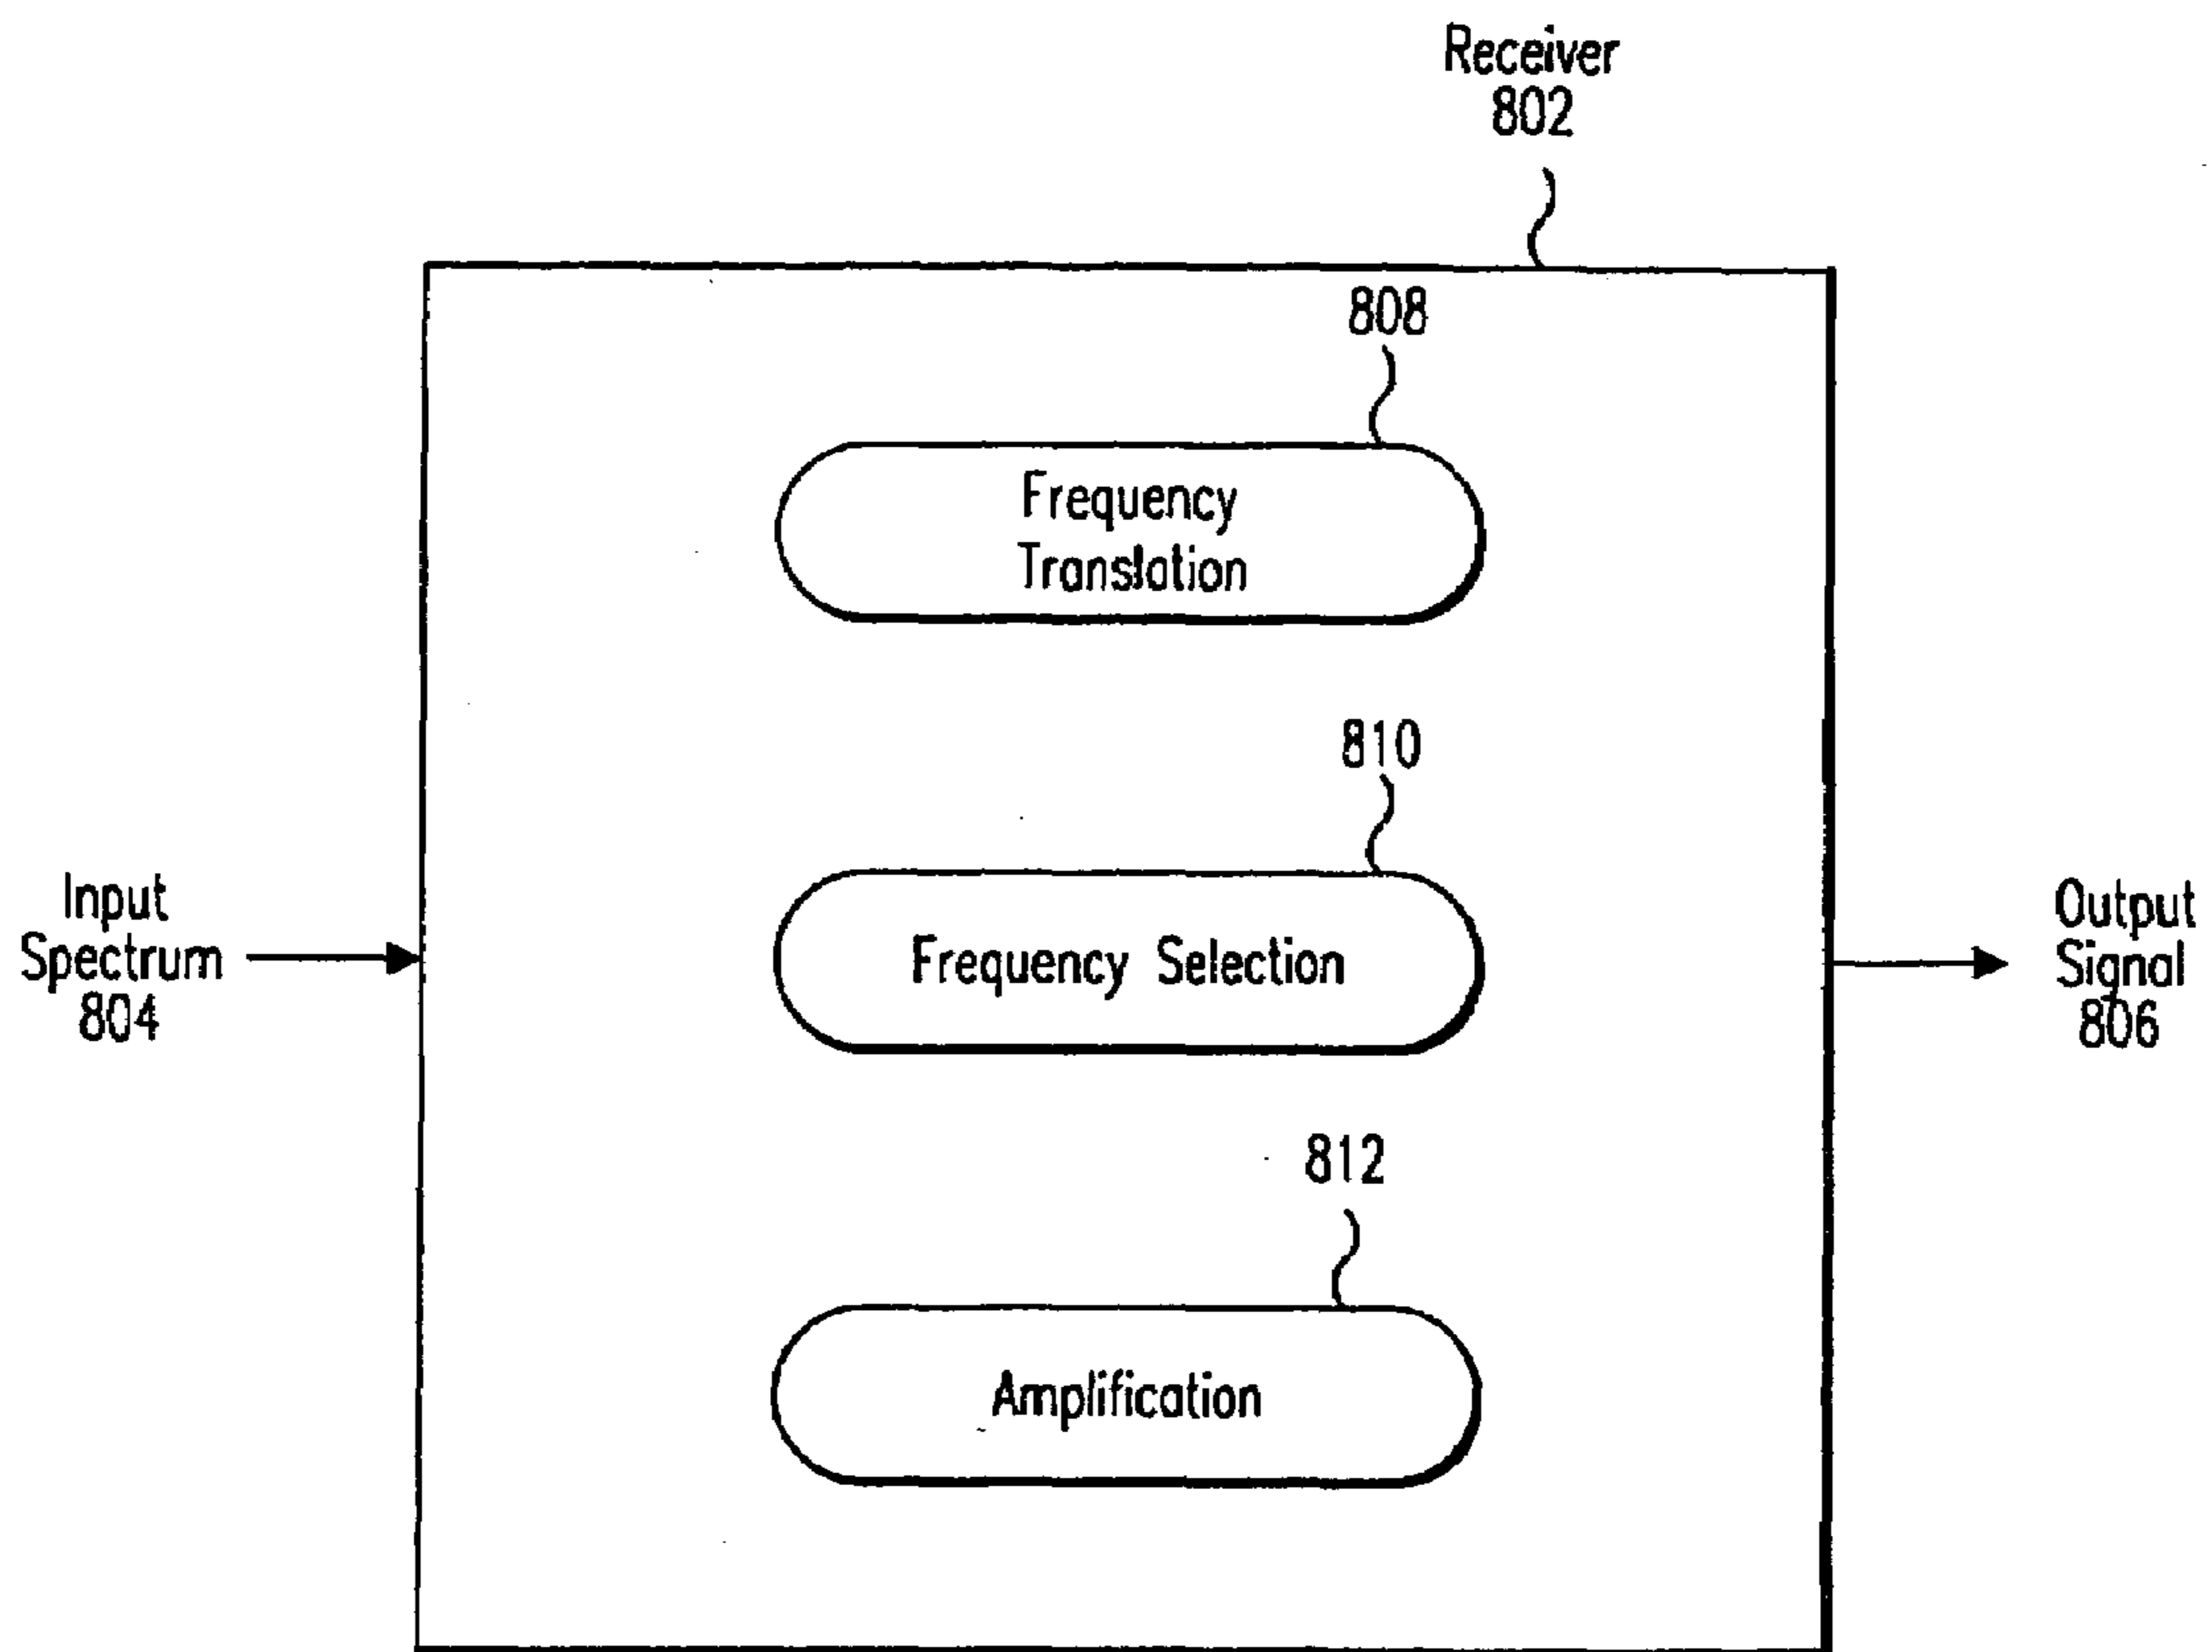 Receiver
802
808
Frequency
Translation
810
Input
Spectrum
804
Frequency Selection
Output
Signal
806
812
Amplification